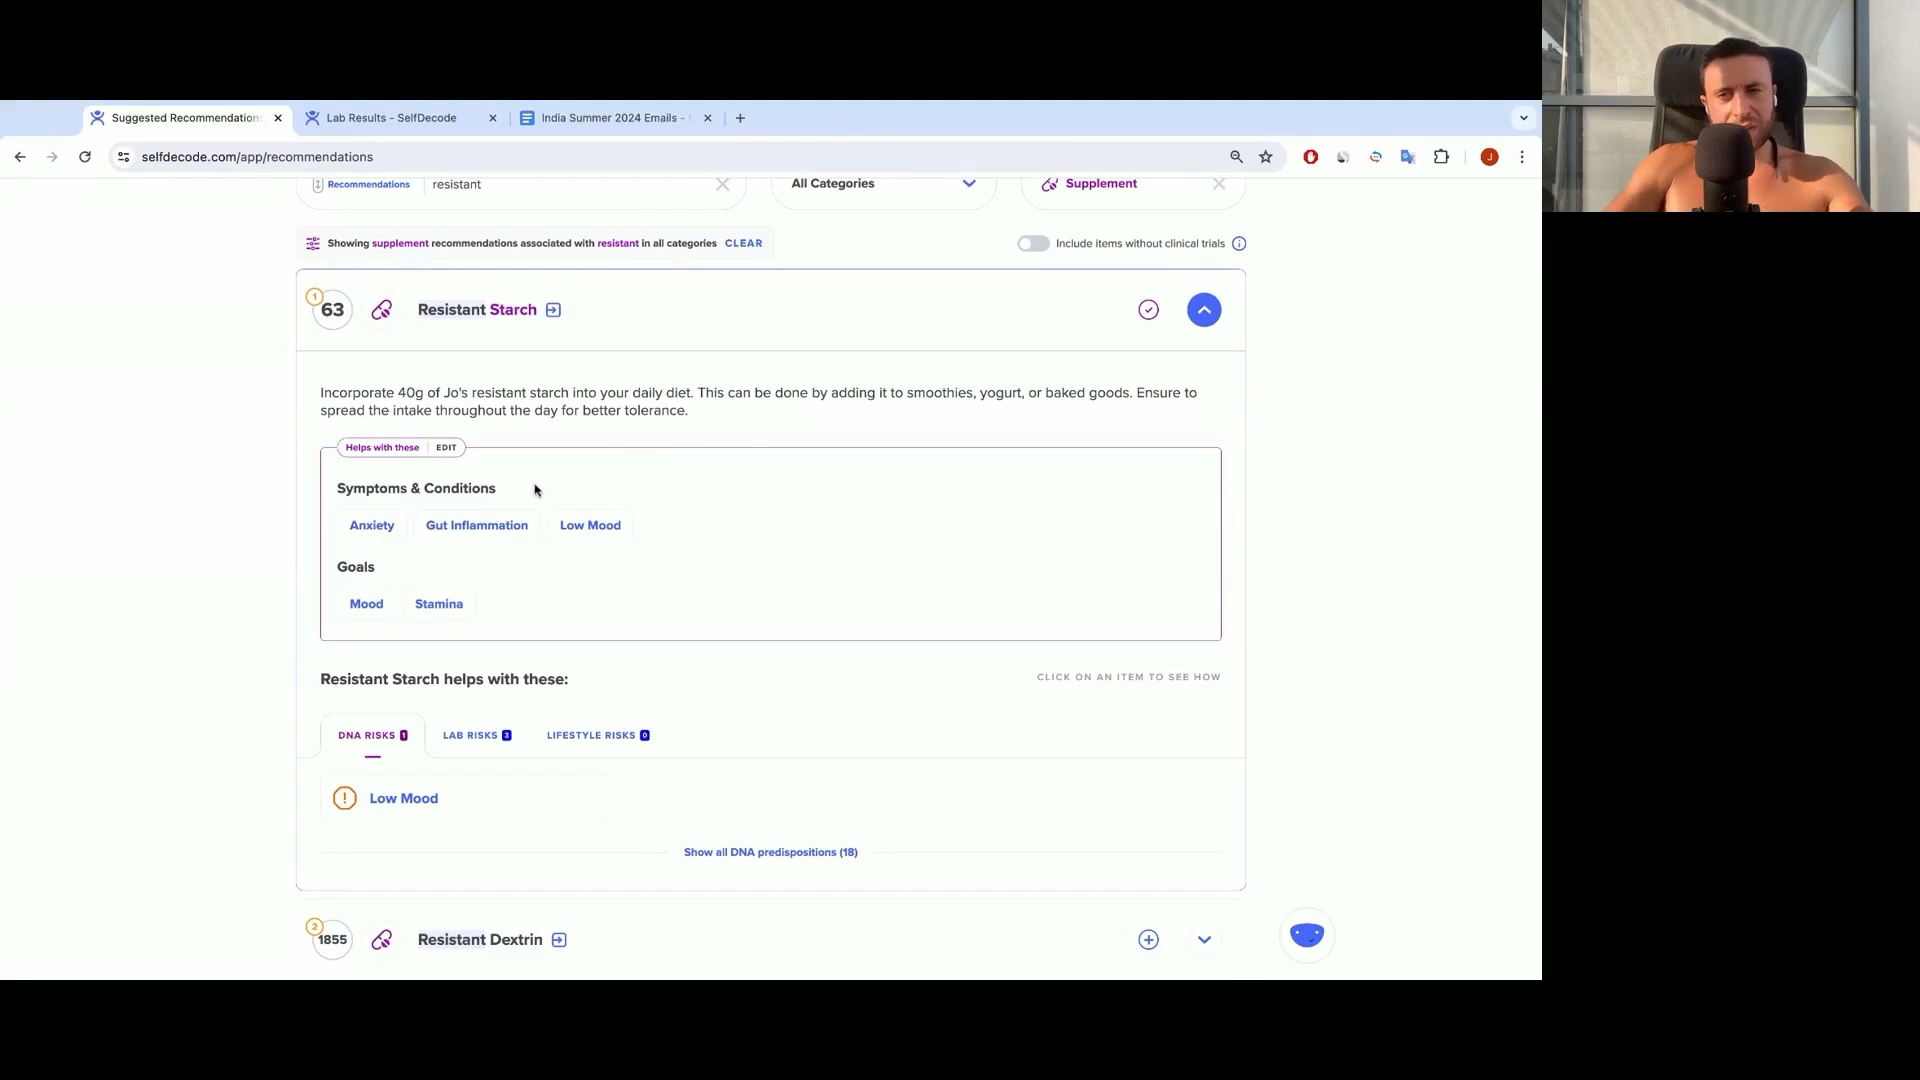 Suggested Recommendation
Lab Results - SelfDecode
India Summer 2024 Emails -
selfdecode.com/app/recommendations
J
Recommendations
resistant
All Categories
Supplement
Showing supplement recommendations associated with resistant in all categories CLEAR
Include items without clinical trials
1
63
Resistant Starch
Incorporate 40g of Jo's resistant starch into your daily diet. This can be done by adding it to smoothies, yogurt, or baked goods. Ensure to
spread the intake throughout the day for better tolerance.
Helps with these EDIT
Symptoms & Conditions
Anxiety Gut Inflammation Low Mood
Goals
Mood Stamina
Resistant Starch helps with these:
CLICK ON AN ITEM TO SEE HOW
DNA RISKS 1 LAB RISKS 3 LIFESTYLE RISKS 0
Low Mood
Show all DNA predispositions (18)
2
1855
Resistant Dextrin